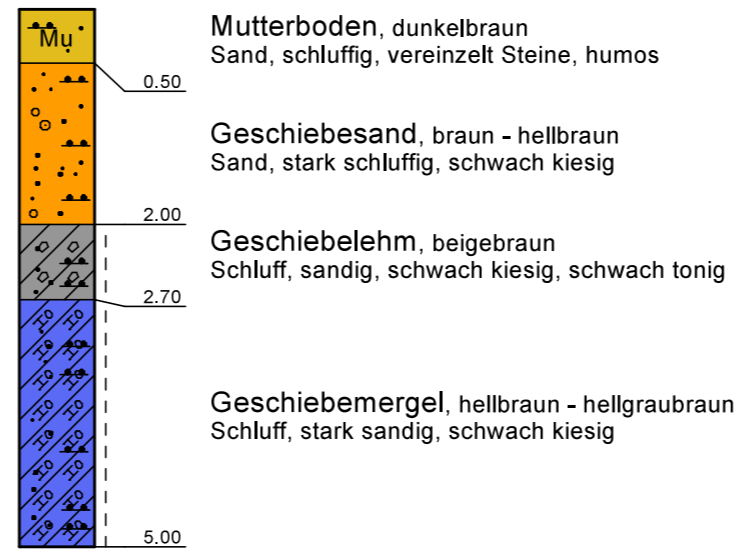 Mu
Mutterboden, dunkelbraun
Sand, schluffig, vereinzelt Steine, humos
0.50
Geschiebesand, braun - hellbraun
Sand, stark schluffig, schwach kiesig
2.00
Geschiebelehm, beigebraun
Schluff, sandig, schwach kiesig, schwach tonig
2.70
Geschiebemergel, hellbraun - hellgraubraun
Schluff, stark sandig, schwach kiesig
5.00